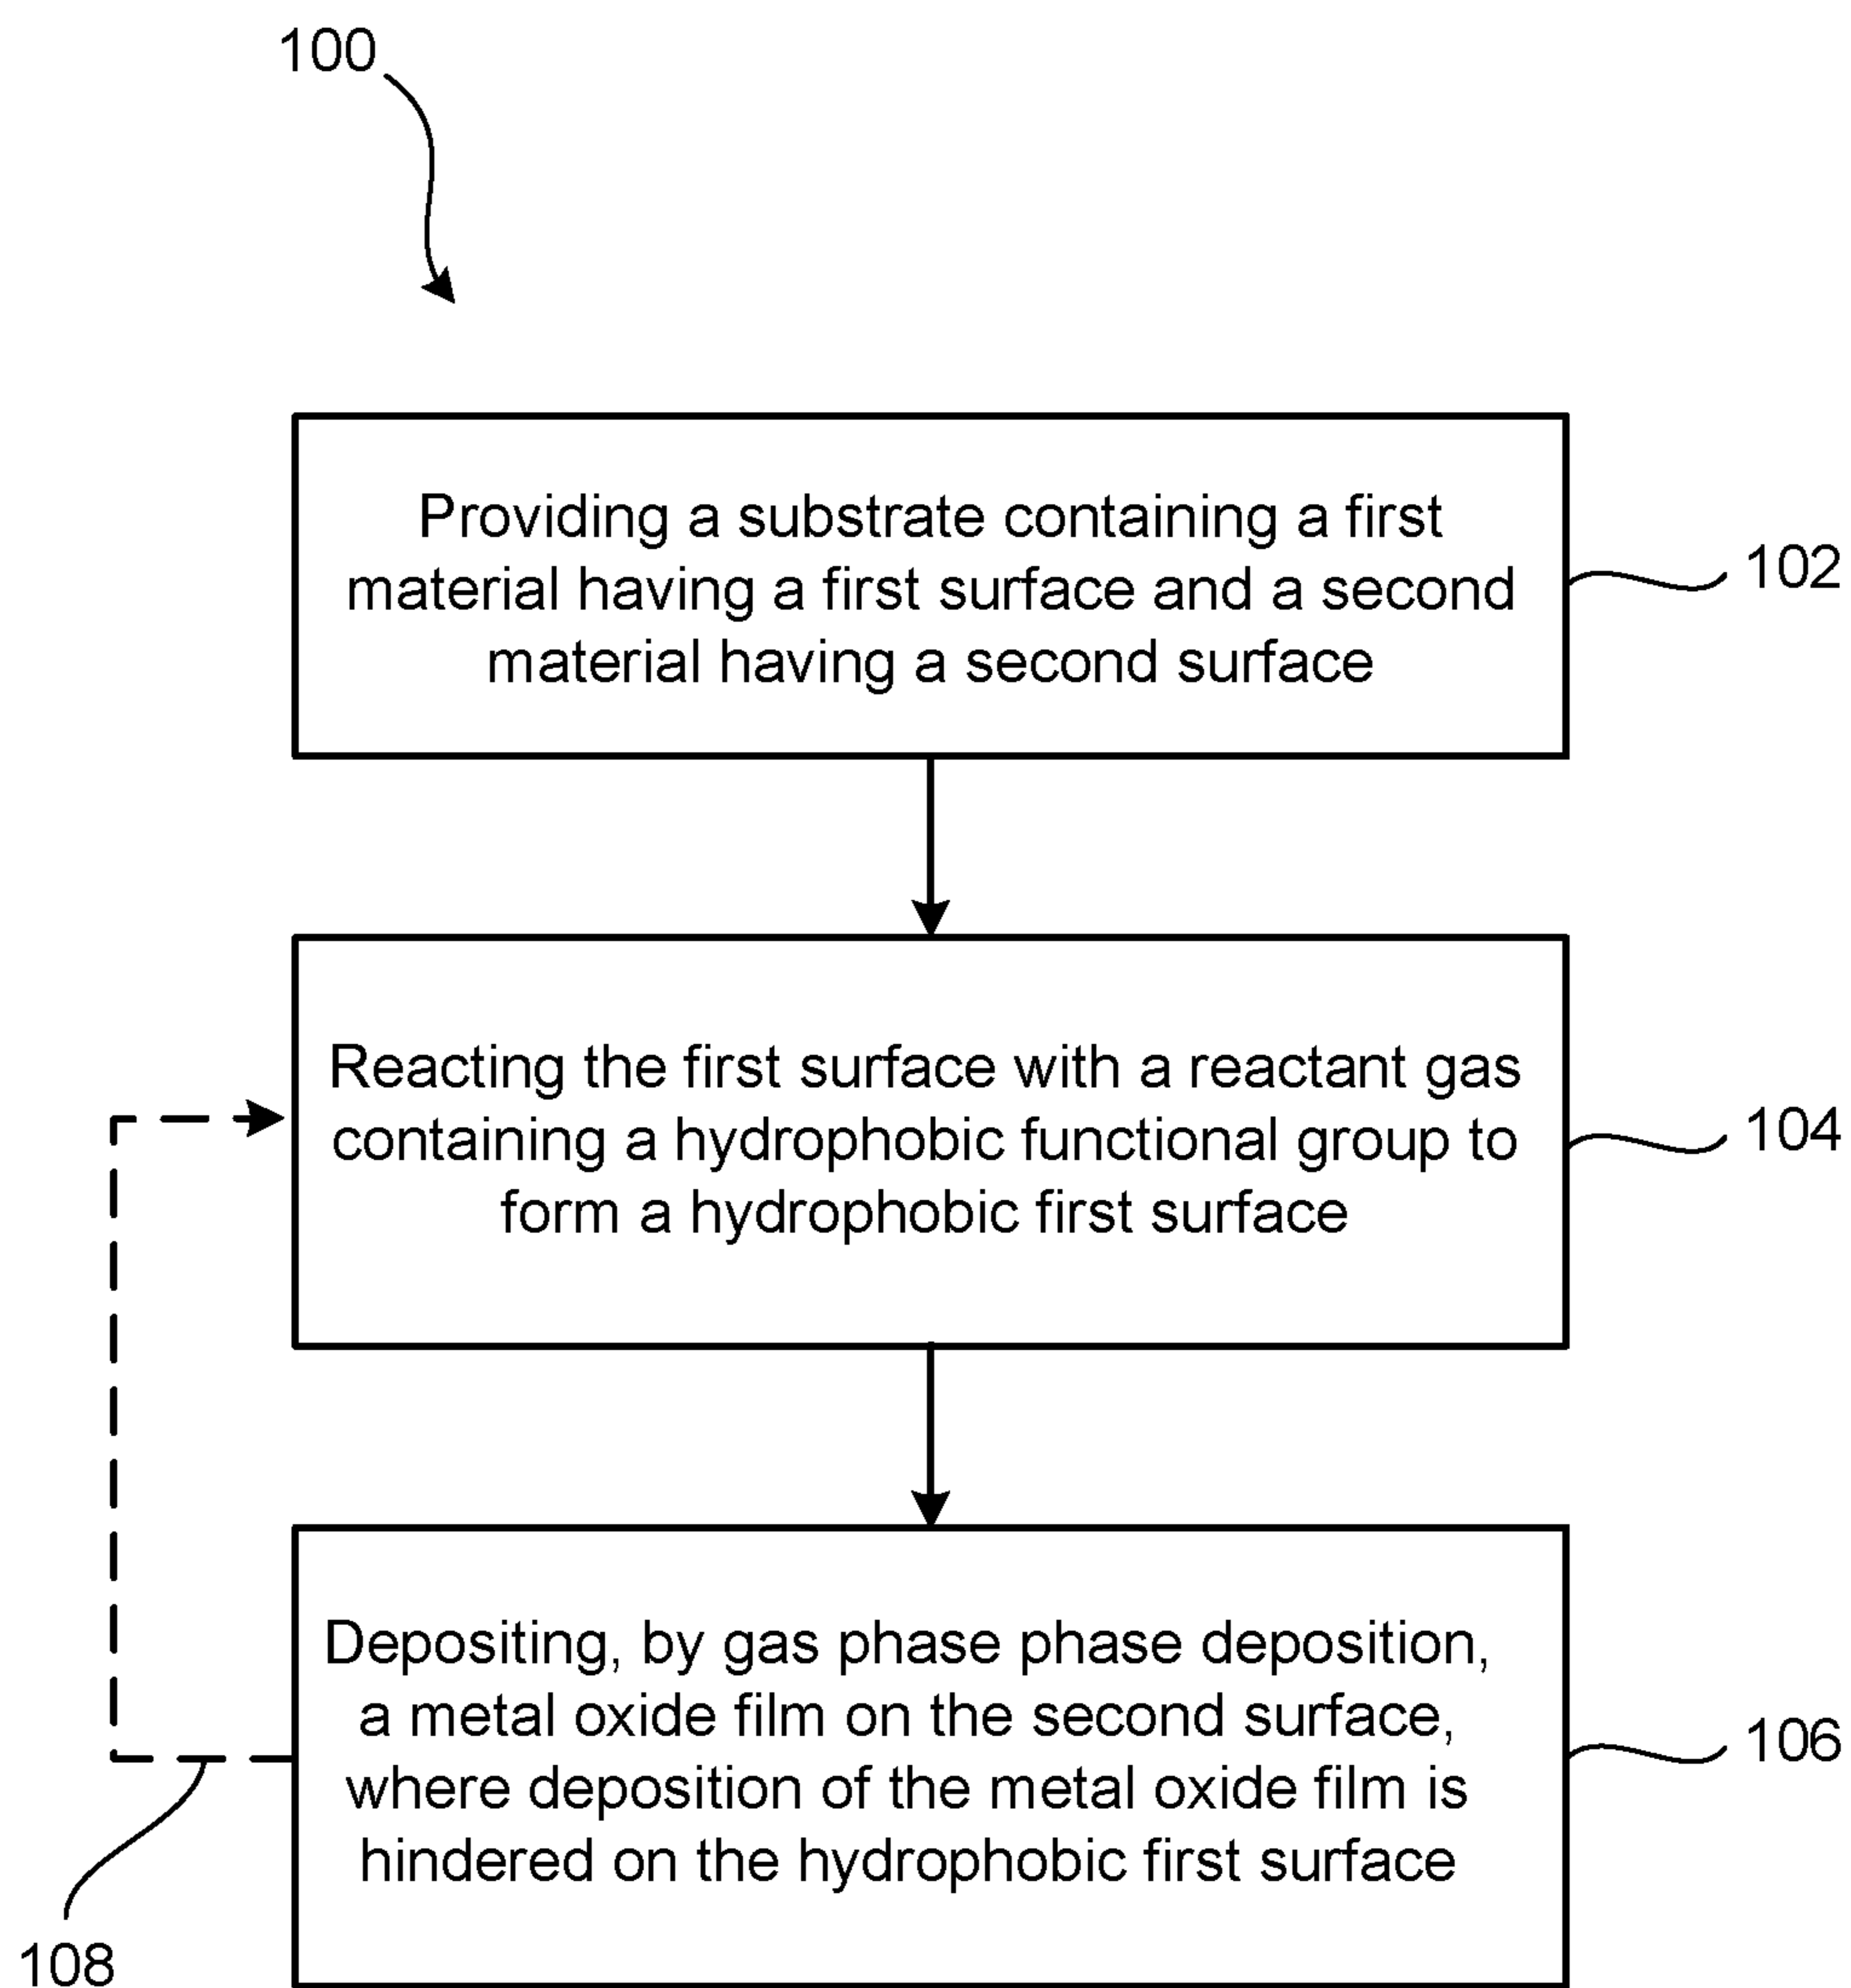 100
Providing a substrate containing a first
material having a first surface and a second
material having a second surface
102
Reacting the first surface with a reactant gas
containing a hydrophobic functional group to
form a hydrophobic first surface
104
Depositing, by gas phase phase deposition,
a metal oxide film on the second surface,
where deposition of the metal oxide film is
hindered on the hydrophobic first surface
106
108